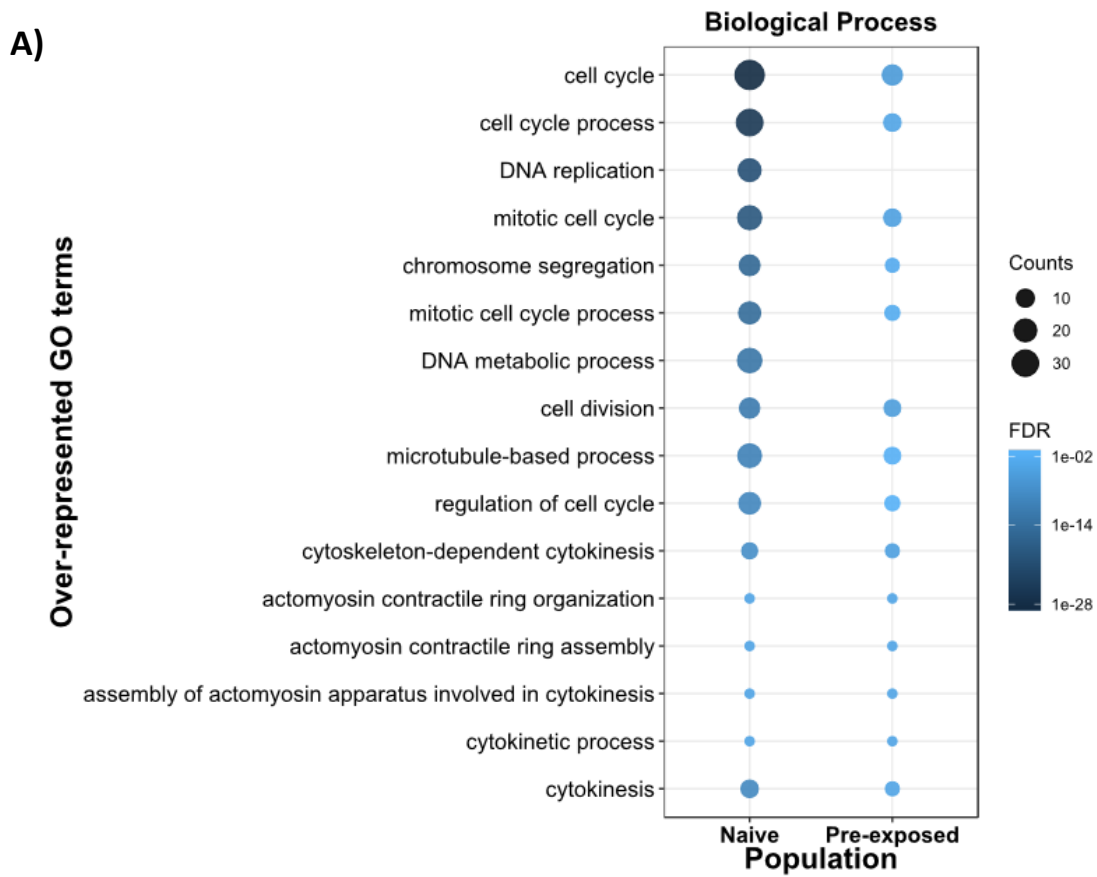 A)
Biological Process
Over-represented GO terms
cell cycle
cell cycle process
DNA replication
mitotic cell cycle
chromosome segregation
mitotic cell cycle process
DNA metabolic process
cell division
microtubule-based process
regulation of cell cycle
cytoskeleton-dependent cytokinesis
actomyosin contractile ring organization
actomyosin contractile ring assembly
assembly of actomyosin apparatus involved in cytokinesis
cytokinetic process
cytokinesis
Naive
Pre-exposed
Population
Counts
10
20
30
FDR
1e-02
1e-14
1e-28